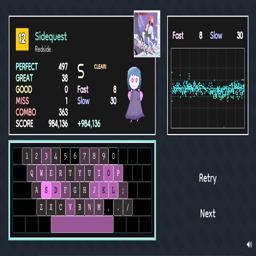 12 Sidequest
Redside
PERFECT 497
GREAT 38
GOOD 0
MISS 1
COMBO 363
SCORE 984,136
S CLEAR!
Fast 8
Slow 30
+984,136
Fast 8 Slow 30
1 2 3 4 5 6 7 8 9 0
Q W E R T Y U I O P
A S D F G H J K L ;
Z X C V B N M , . /
Retry
Next